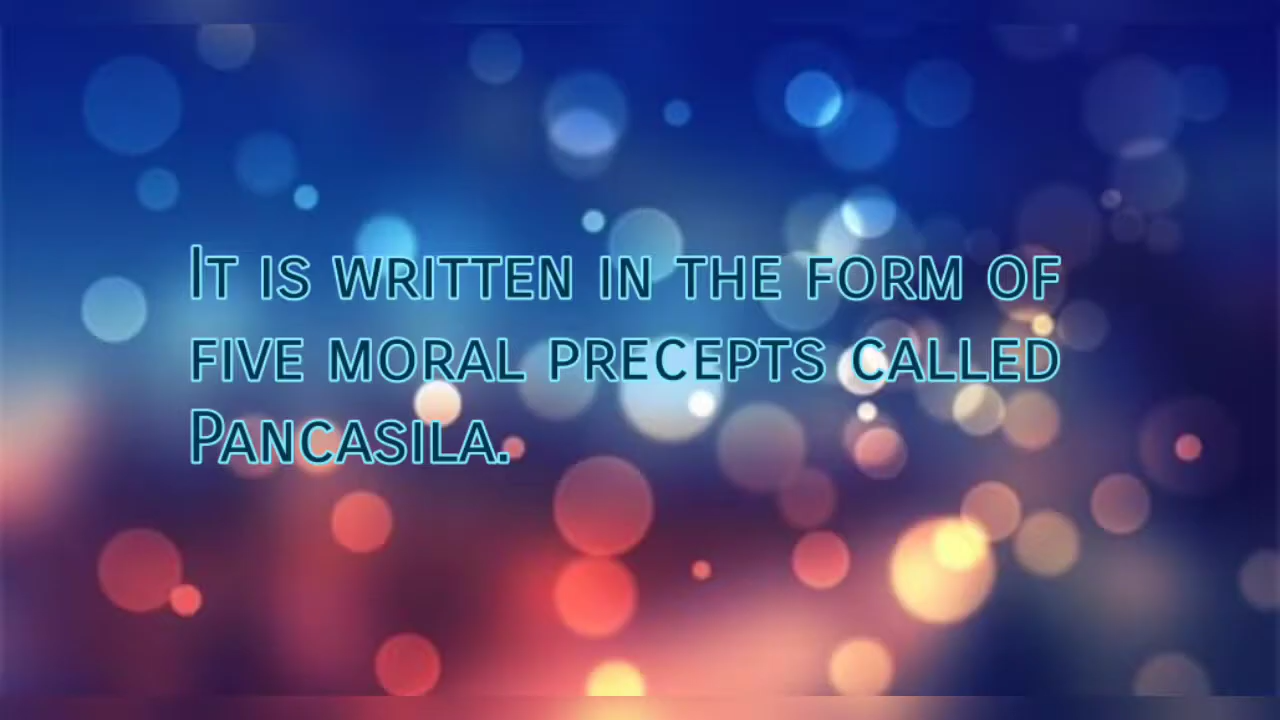 It is written in the form of
five moral precepts called
Pancasila.